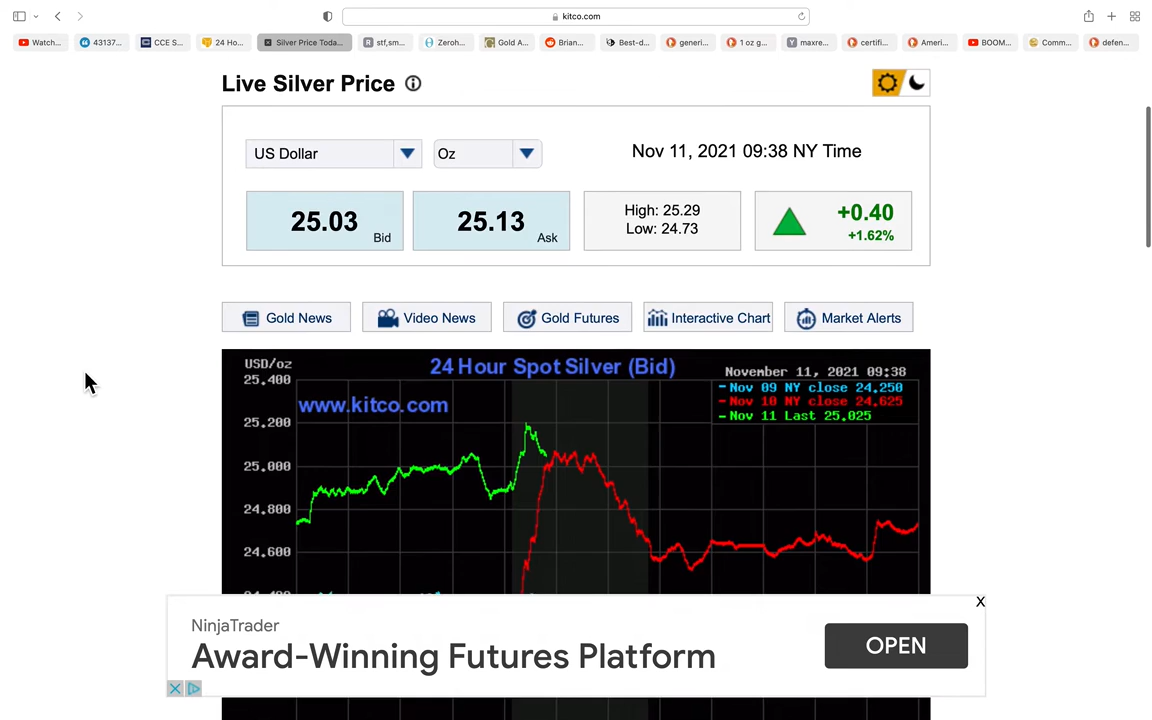 kitco.com
Watch...
43137...
CCE S...
24 Ho...
Silver Price Toda...
stf,sm...
Zeroh...
Gold A...
Brian...
Best-d...
generi...
1 oz g...
maxre...
certifi...
Ameri...
BOOM...
Comm...
defen...
Live Silver Price
US Dollar
Oz
Nov 11, 2021 09:38 NY Time
25.03 Bid
25.13 Ask
High: 25.29
Low: 24.73
+0.40
+1.62%
Gold News
Video News
Gold Futures
Interactive Chart
Market Alerts
USD/oz
24 Hour Spot Silver (Bid)
November 11, 2021 09:38
25.400
Nov 09 NY close 24.250
www.kitco.com
Nov 10 NY close 24.625
Nov 11 Last 25.025
25.200
25.000
24.800
24.600
X
NinjaTrader
Award-Winning Futures Platform
OPEN